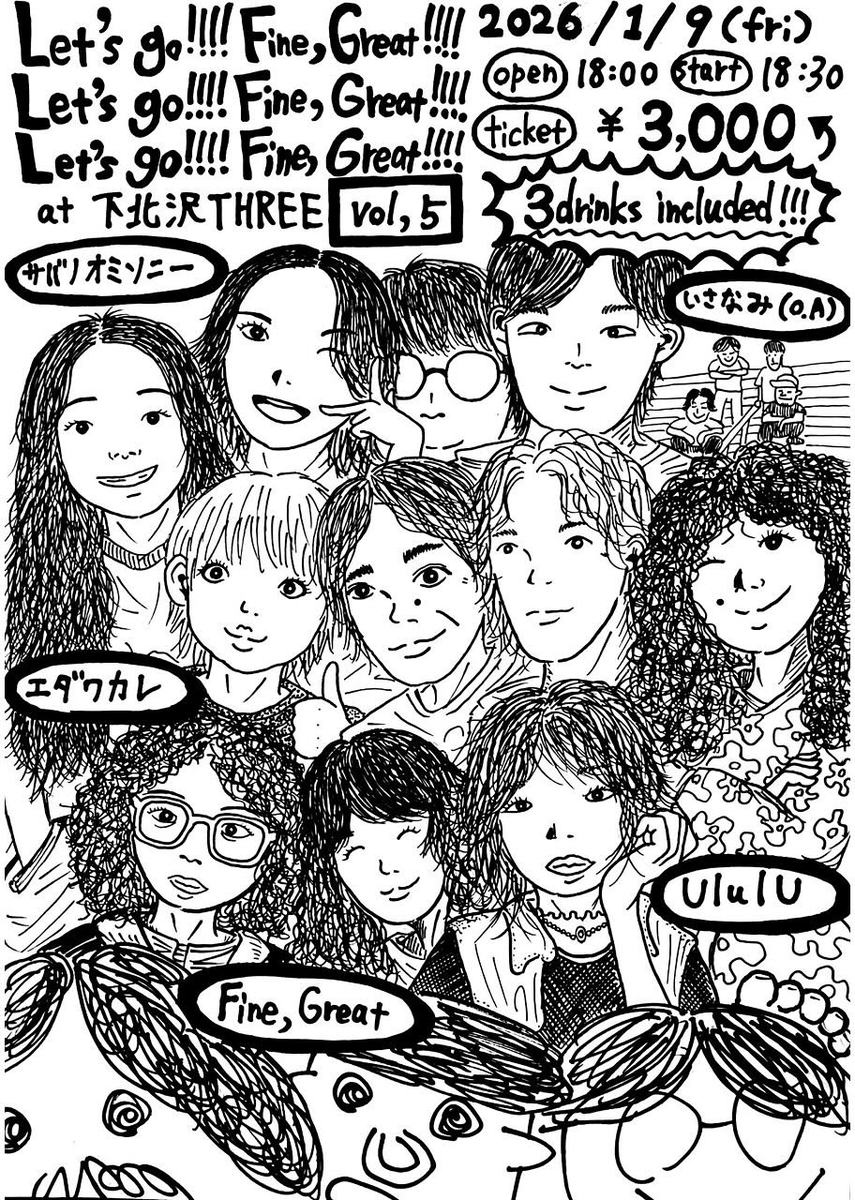 Let's go!!!! Fine, Great!!!!
Let's go!!!! Fine, Great!!!!
Let's go!!!! Fine, Great!!!!
at 下北沢THREE vol,5
2026/1/9(fri)
open 18:00 start 18:30
ticket ¥3,000
3drinks included!!!
サバノオミソニー
いさなみ(O.A)
エダワカレ
UlulU
Fine, Great